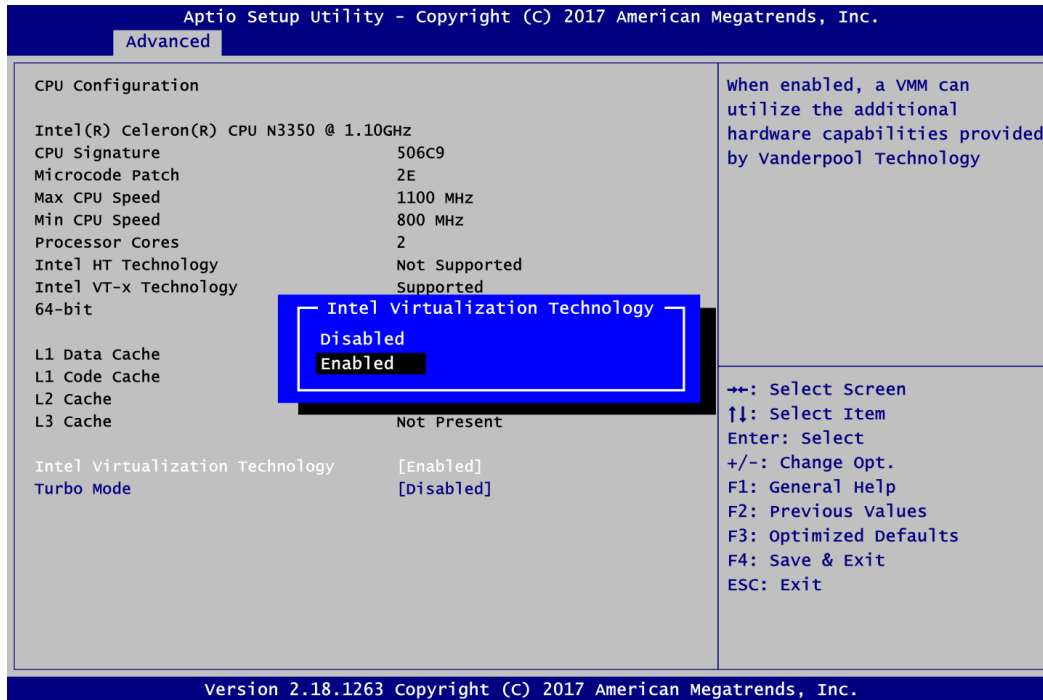 Aptio Setup Utility - Copyright (C) 2017 American Megatrends, Inc.
Advanced
CPU Configuration
Intel(R) Celeron(R) CPU N3350 @ 1.10GHz
CPU Signature 506C9
Microcode Patch 2E
Max CPU Speed 1100 MHz
Min CPU Speed 800 MHz
Processor Cores 2
Intel HT Technology Not Supported
Intel VT-x Technology Supported
64-bit
L1 Data Cache
L1 Code Cache
L2 Cache
L3 Cache Not Present
Intel Virtualization Technology [Enabled]
Turbo Mode [Disabled]
Intel Virtualization Technology
Disabled
Enabled
When enabled, a VMM can
utilize the additional
hardware capabilities provided
by Vanderpool Technology
→←: Select Screen
↑↓: Select Item
Enter: Select
+/-: Change Opt.
F1: General Help
F2: Previous Values
F3: Optimized Defaults
F4: Save & Exit
ESC: Exit
Version 2.18.1263 Copyright (C) 2017 American Megatrends, Inc.